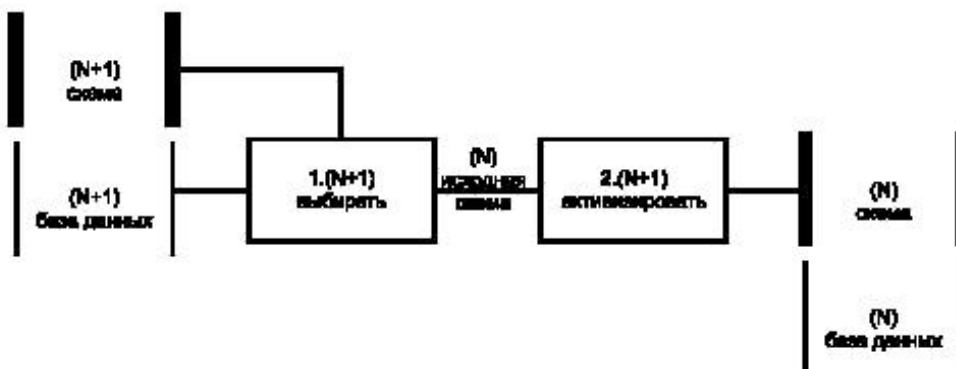 (N+1)
схема
(N+1)
база данных
1.(N+1)
выбирать
(N)
исходная
схема
2.(N+1)
активизировать
(N)
схема
(N)
база данных